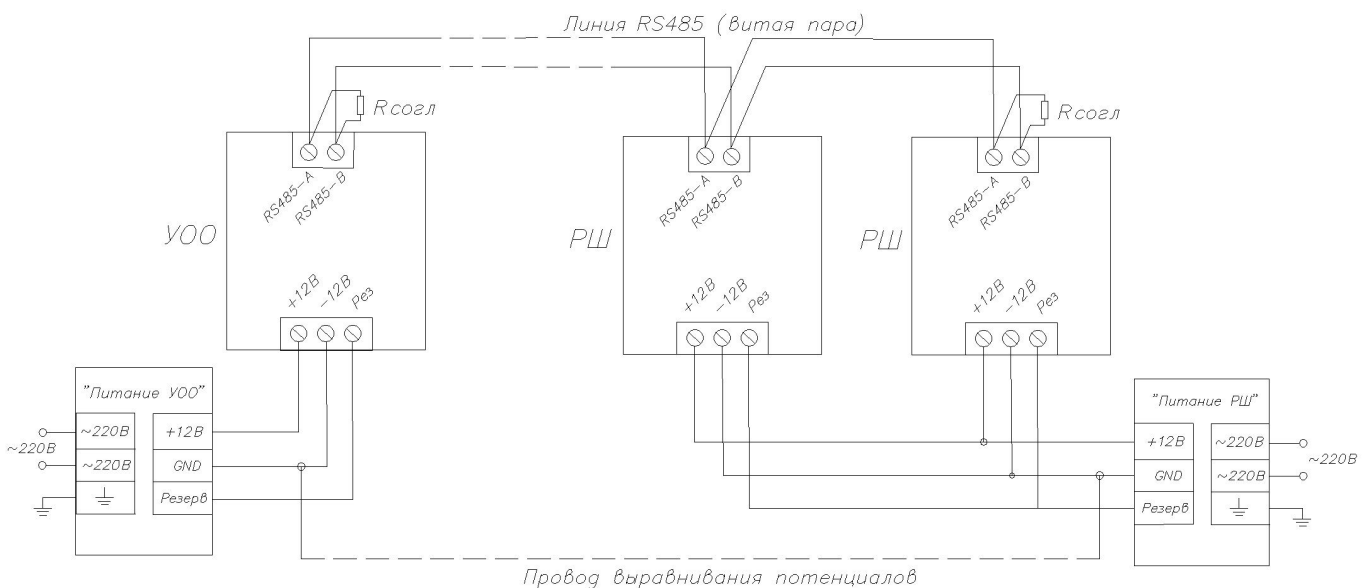 Линия RS485 (витая пара)
Rсогл
Rсогл
RS485-A
RS485-B
RS485-A
RS485-B
RS485-A
RS485-B
УОО
РШ
РШ
+12В
-12В
Рез
+12В
-12В
Рез
+12В
-12В
Рез
"Питание УОО"
~220В
+12В
~220В
~220В
GND
Резерв
"Питание РШ"
+12В
~220В
~220В
GND
~220В
Резерв
Провод выравнивания потенциалов